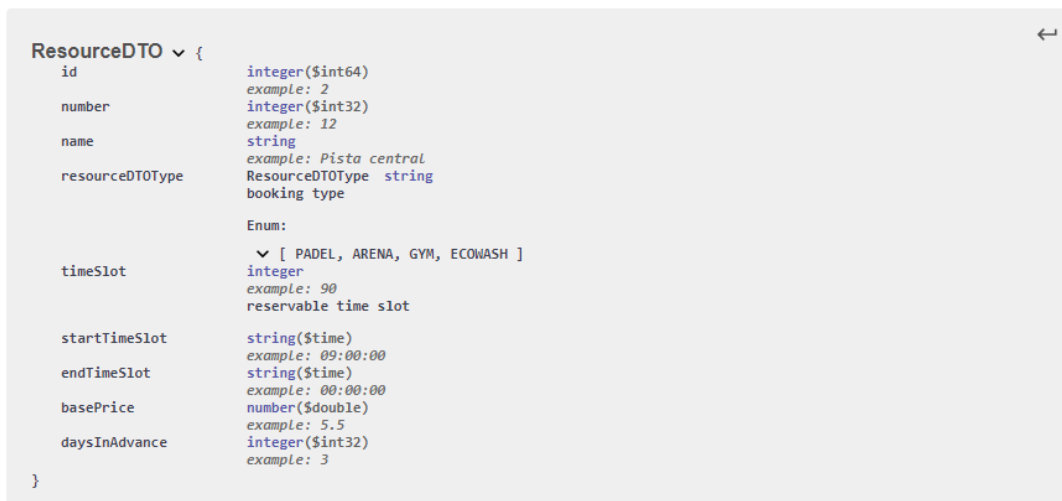 ResourceDTO {
id integer($int64)
example: 2
number integer($int32)
example: 12
name string
example: Pista central
resourceDTOType ResourceDTOType string
booking type
Enum:
[ PADEL, ARENA, GYM, ECOWASH ]
timeSlot integer
example: 90
reservable time slot
startTimeSlot string($time)
example: 09:00:00
endTimeSlot string($time)
example: 00:00:00
basePrice number($double)
example: 5.5
daysInAdvance integer($int32)
example: 3
}